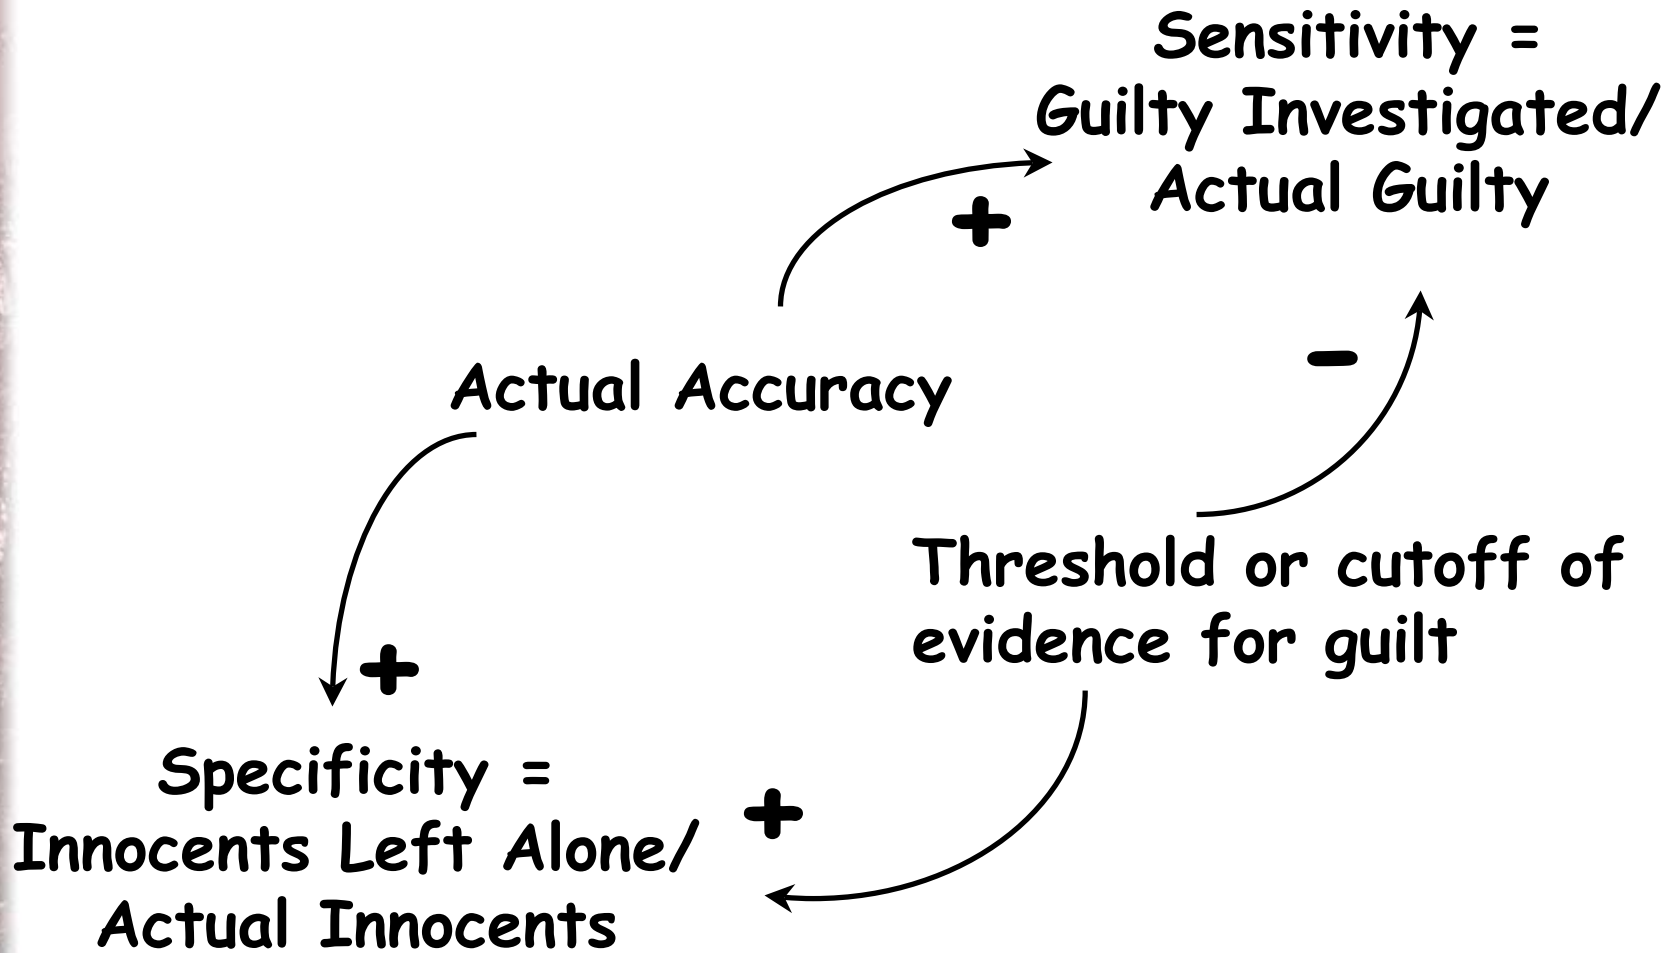 Sensitivity =
Guilty Investigated/
Actual Guilty
+
-
Actual Accuracy
Threshold or cutoff of
evidence for guilt
+
Specificity =
Innocents Left Alone/
Actual Innocents
+